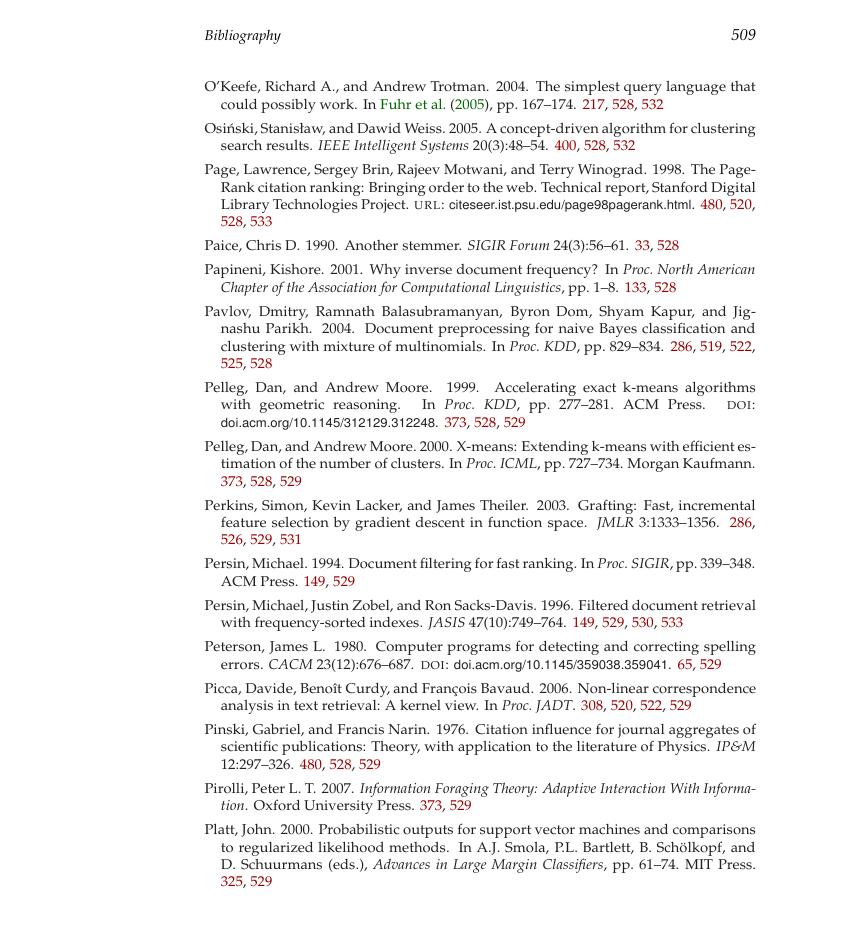 Bibliography 509
O'Keefe, Richard A., and Andrew Trotman. 2004. The simplest query language that
could possibly work. In Fuhr et al. (2005), pp. 167–174. 217, 528, 532
Osiński, Stanisław, and Dawid Weiss. 2005. A concept-driven algorithm for clustering
search results. IEEE Intelligent Systems 20(3):48–54. 400, 528, 532
Page, Lawrence, Sergey Brin, Rajeev Motwani, and Terry Winograd. 1998. The Page-
Rank citation ranking: Bringing order to the web. Technical report, Stanford Digital
Library Technologies Project. URL: citeseer.ist.psu.edu/page98pagerank.html. 480, 520,
528, 533
Paice, Chris D. 1990. Another stemmer. SIGIR Forum 24(3):56–61. 33, 528
Papineni, Kishore. 2001. Why inverse document frequency? In Proc. North American
Chapter of the Association for Computational Linguistics, pp. 1–8. 133, 528
Pavlov, Dmitry, Ramnath Balasubramanyan, Byron Dom, Shyam Kapur, and Jig-
nashu Parikh. 2004. Document preprocessing for naive Bayes classification and
clustering with mixture of multinomials. In Proc. KDD, pp. 829–834. 286, 519, 522,
525, 528
Pelleg, Dan, and Andrew Moore. 1999. Accelerating exact k-means algorithms
with geometric reasoning. In Proc. KDD, pp. 277–281. ACM Press. DOI:
doi.acm.org/10.1145/312129.312248. 373, 528, 529
Pelleg, Dan, and Andrew Moore. 2000. X-means: Extending k-means with efficient es-
timation of the number of clusters. In Proc. ICML, pp. 727–734. Morgan Kaufmann.
373, 528, 529
Perkins, Simon, Kevin Lacker, and James Theiler. 2003. Grafting: Fast, incremental
feature selection by gradient descent in function space. JMLR 3:1333–1356. 286,
526, 529, 531
Persin, Michael. 1994. Document filtering for fast ranking. In Proc. SIGIR, pp. 339–348.
ACM Press. 149, 529
Persin, Michael, Justin Zobel, and Ron Sacks-Davis. 1996. Filtered document retrieval
with frequency-sorted indexes. JASIS 47(10):749–764. 149, 529, 530, 533
Peterson, James L. 1980. Computer programs for detecting and correcting spelling
errors. CACM 23(12):676–687. DOI: doi.acm.org/10.1145/359038.359041. 65, 529
Picca, Davide, Benoît Curdy, and François Bavaud. 2006. Non-linear correspondence
analysis in text retrieval: A kernel view. In Proc. JADT. 308, 520, 522, 529
Pinski, Gabriel, and Francis Narin. 1976. Citation influence for journal aggregates of
scientific publications: Theory, with application to the literature of Physics. IP&M
12:297–326. 480, 528, 529
Pirolli, Peter L. T. 2007. Information Foraging Theory: Adaptive Interaction With Informa-
tion. Oxford University Press. 373, 529
Platt, John. 2000. Probabilistic outputs for support vector machines and comparisons
to regularized likelihood methods. In A.J. Smola, P.L. Bartlett, B. Schölkopf, and
D. Schuurmans (eds.), Advances in Large Margin Classifiers, pp. 61–74. MIT Press.
325, 529